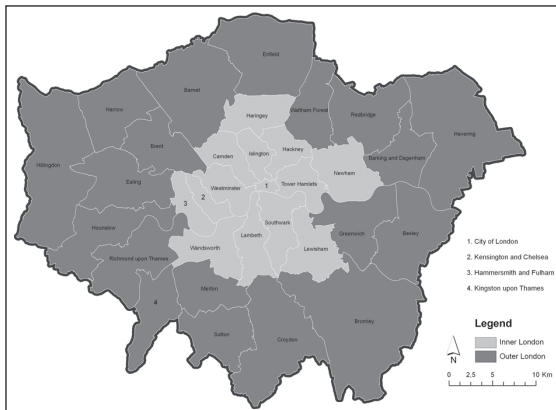 Enfield
Barnet
Harrow
Haringey
Waltham Forest
Redbridge
Havering
Hillingdon
Brent
Camden
Islington
Hackney
Barking and Dagenham
Newham
Ealing
Westminster
1
Tower Hamlets
2
3
Hounslow
Southwark
Greenwich
Bexley
Richmond upon Thames
Wandsworth
Lambeth
Lewisham
4
Merton
Sutton
Croydon
Bromley
1. City of London
2. Kensington and Chelsea
3. Hammersmith and Fulham
4. Kingston upon Thames
Legend
Inner London
Outer London
N
0 2,5 5 10 Km